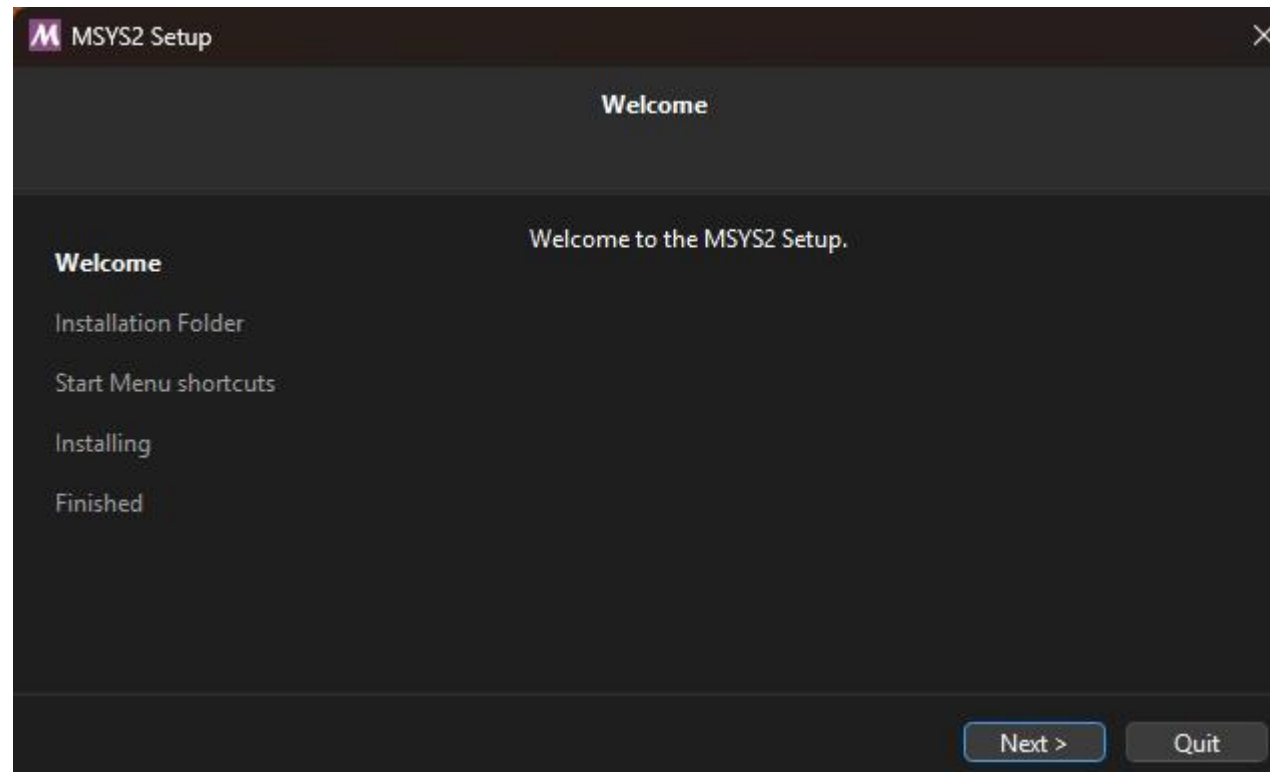 MSYS2 Setup
Welcome
Welcome to the MSYS2 Setup.
Welcome
Installation Folder
Start Menu shortcuts
Installing
Finished
Next >
Quit